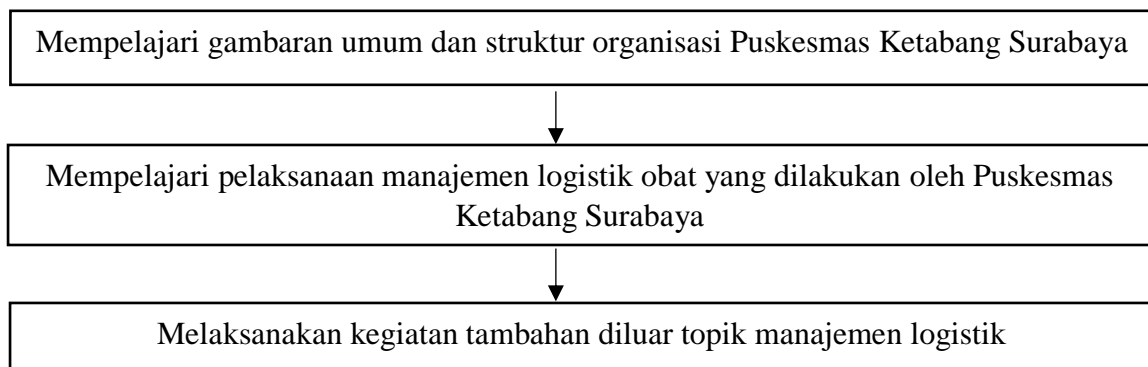 Mempelajari gambaran umum dan struktur organisasi Puskesmas Ketabang Surabaya
Mempelajari pelaksanaan manajemen logistik obat yang dilakukan oleh Puskesmas
Ketabang Surabaya
Melaksanakan kegiatan tambahan diluar topik manajemen logistik